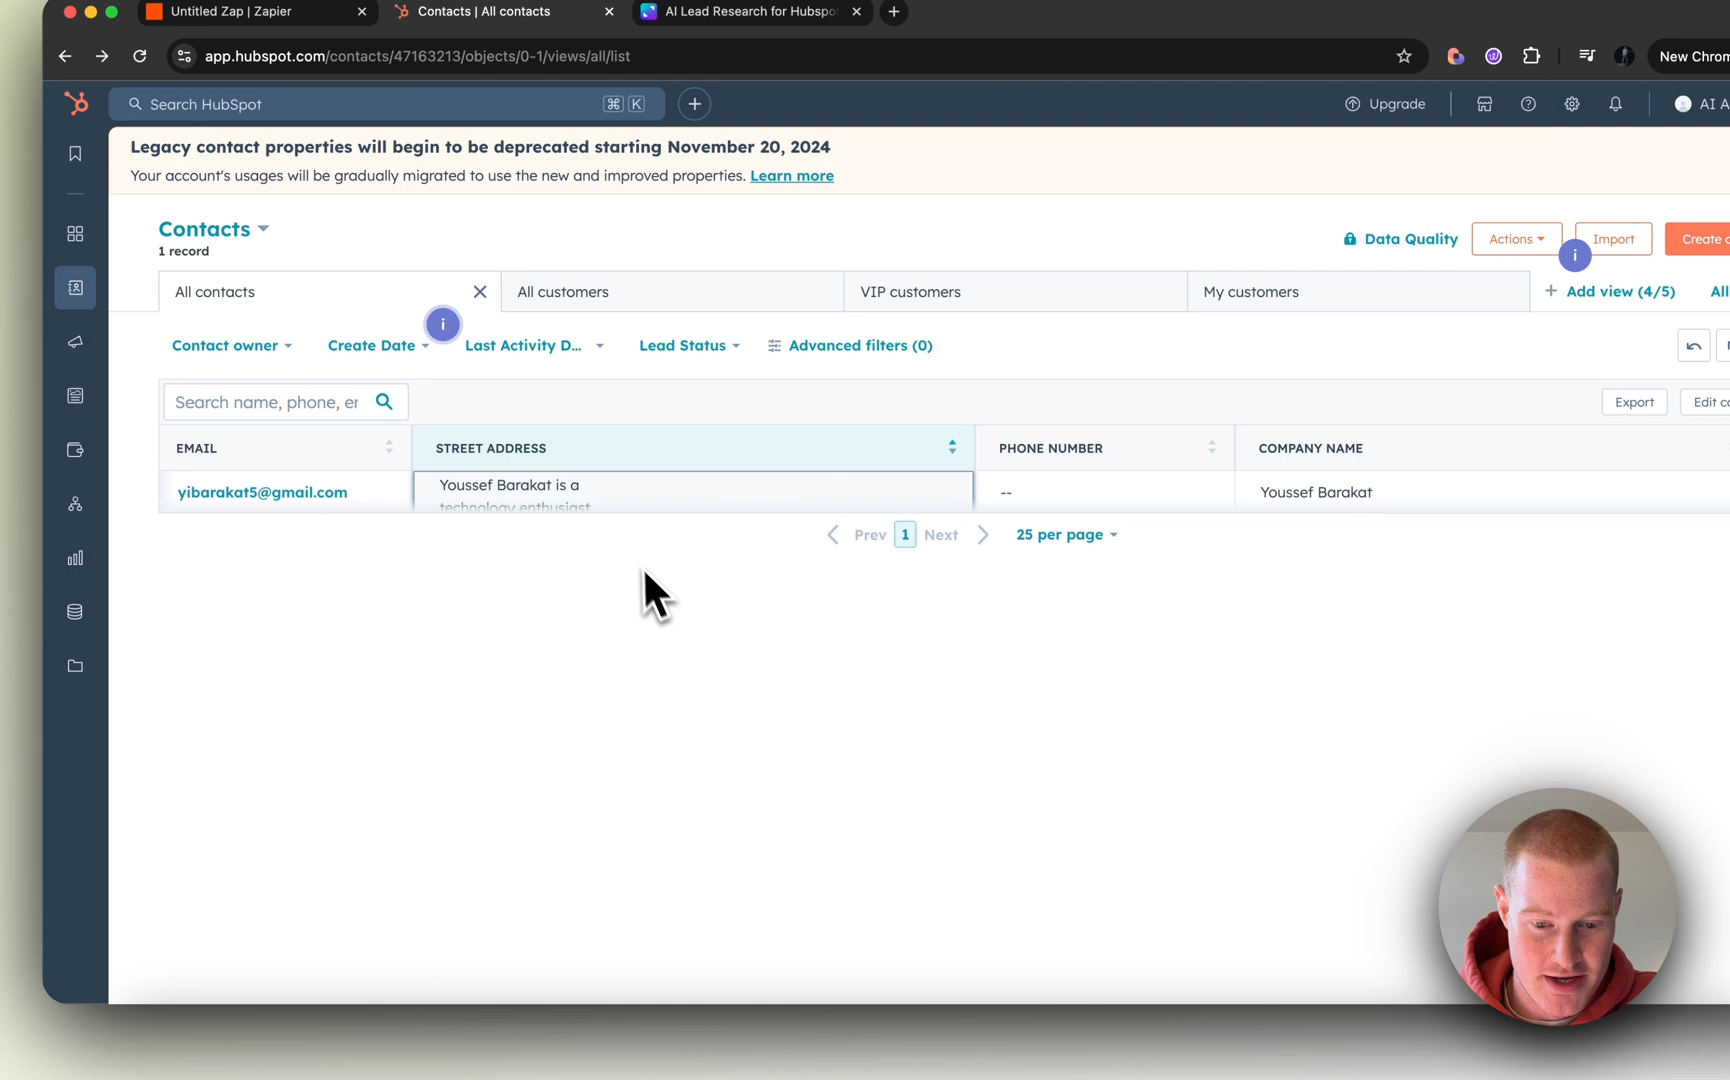 Untitled Zap | Zapier
Contacts | All contacts
AI Lead Research for Hubspo
app.hubspot.com/contacts/47163213/objects/0-1/views/all/list
New Chrom
Search HubSpot
⌘ K
Upgrade
AI A
Legacy contact properties will begin to be deprecated starting November 20, 2024
Your account's usages will be gradually migrated to use the new and improved properties. Learn more
Contacts
1 record
Data Quality
Actions
Import
Create c
All contacts
All customers
VIP customers
My customers
+ Add view (4/5)
All
Contact owner
Create Date
Last Activity D...
Lead Status
Advanced filters (0)
Search name, phone, er
Export
Edit co
EMAIL
STREET ADDRESS
PHONE NUMBER
COMPANY NAME
yibarakat5@gmail.com
Youssef Barakat is a
technology enthusiast
--
Youssef Barakat
Prev 1 Next
25 per page